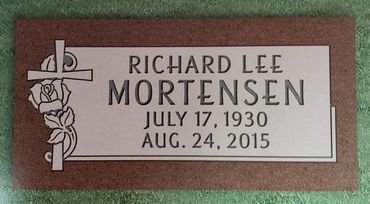 RICHARD LEE
MORTENSEN
JULY 17, 1930
AUG. 24, 2015